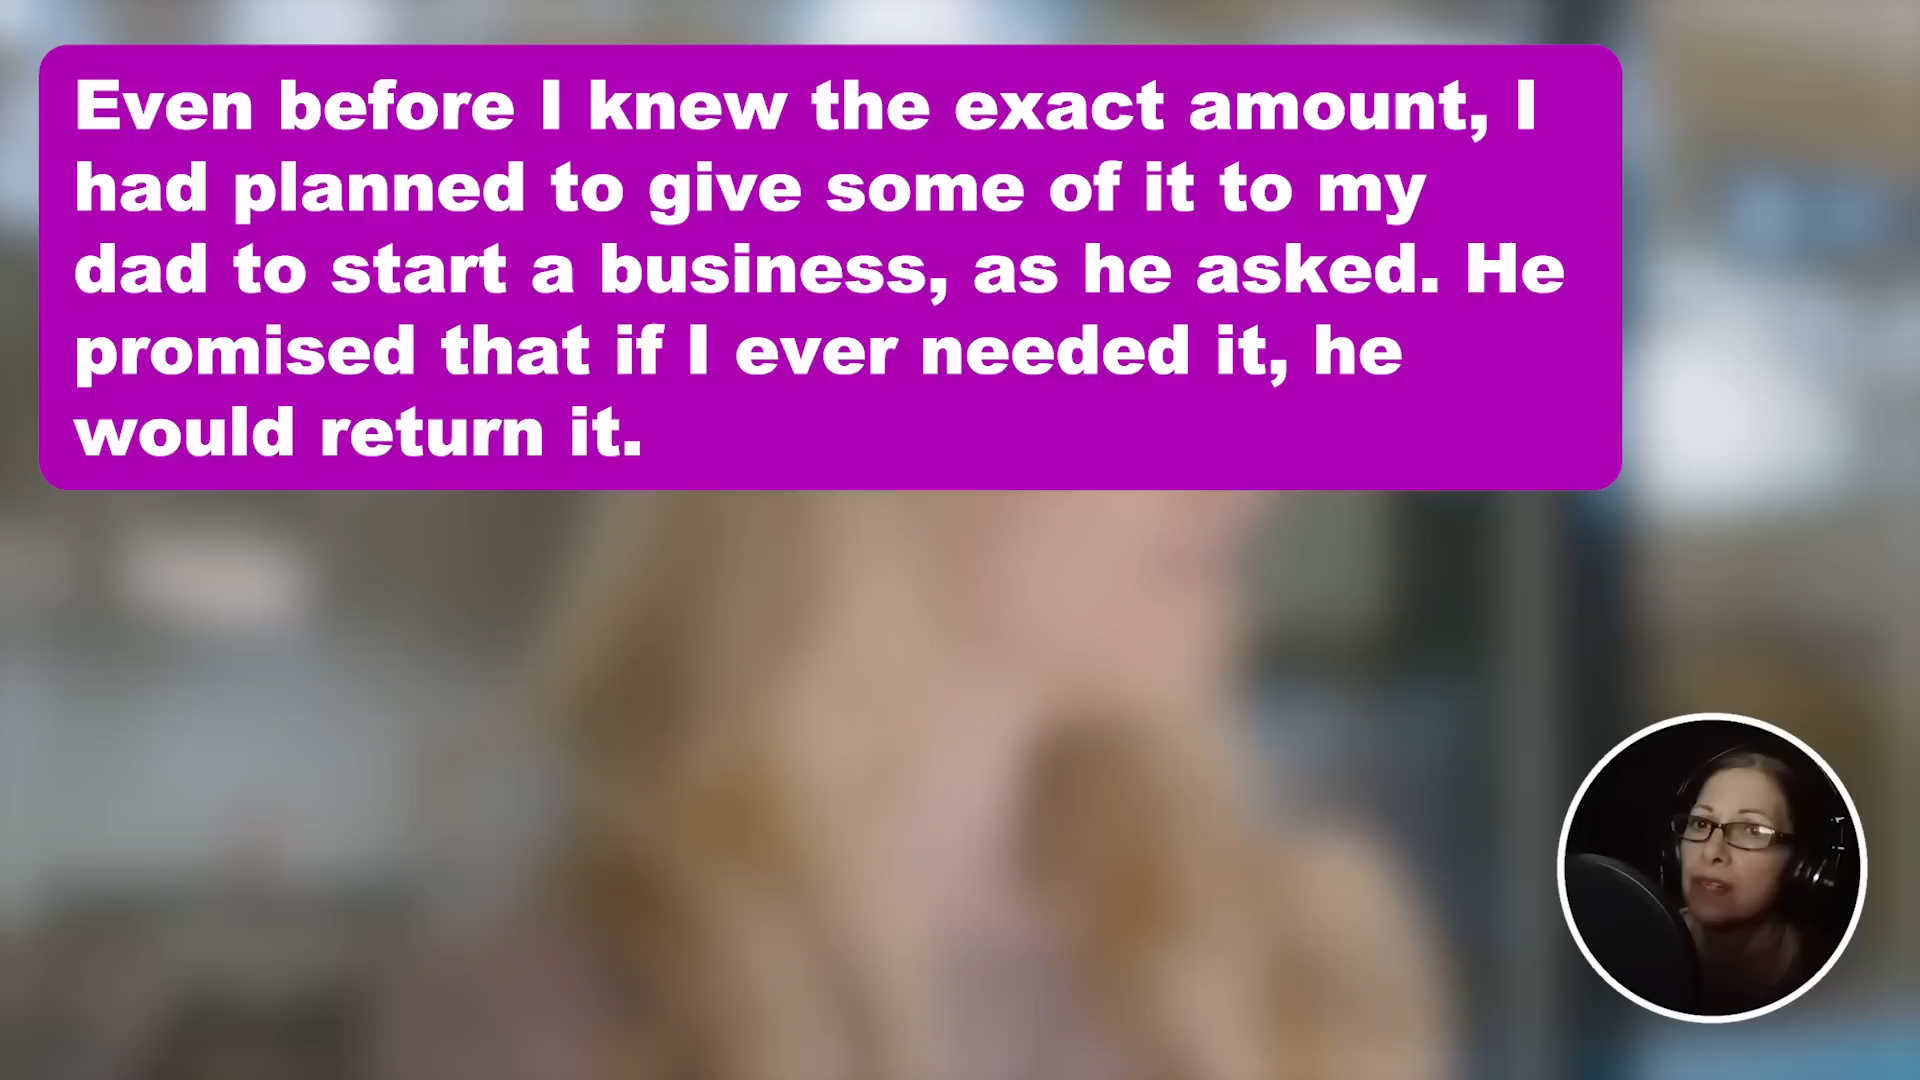 Even before I knew the exact amount, I
had planned to give some of it to my
dad to start a business, as he asked. He
promised that if I ever needed it, he
would return it.